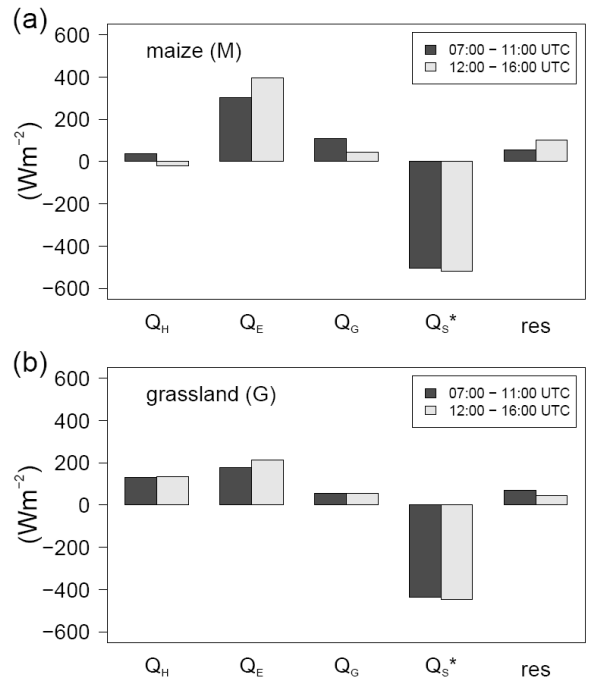 (a)
maize (M)
07:00 − 11:00 UTC
12:00 − 16:00 UTC
(Wm⁻²)
600
400
200
0
−200
−400
−600
Q_H Q_E Q_G Q_S* res
(b)
grassland (G)
07:00 − 11:00 UTC
12:00 − 16:00 UTC
(Wm⁻²)
600
400
200
0
−200
−400
−600
Q_H Q_E Q_G Q_S* res